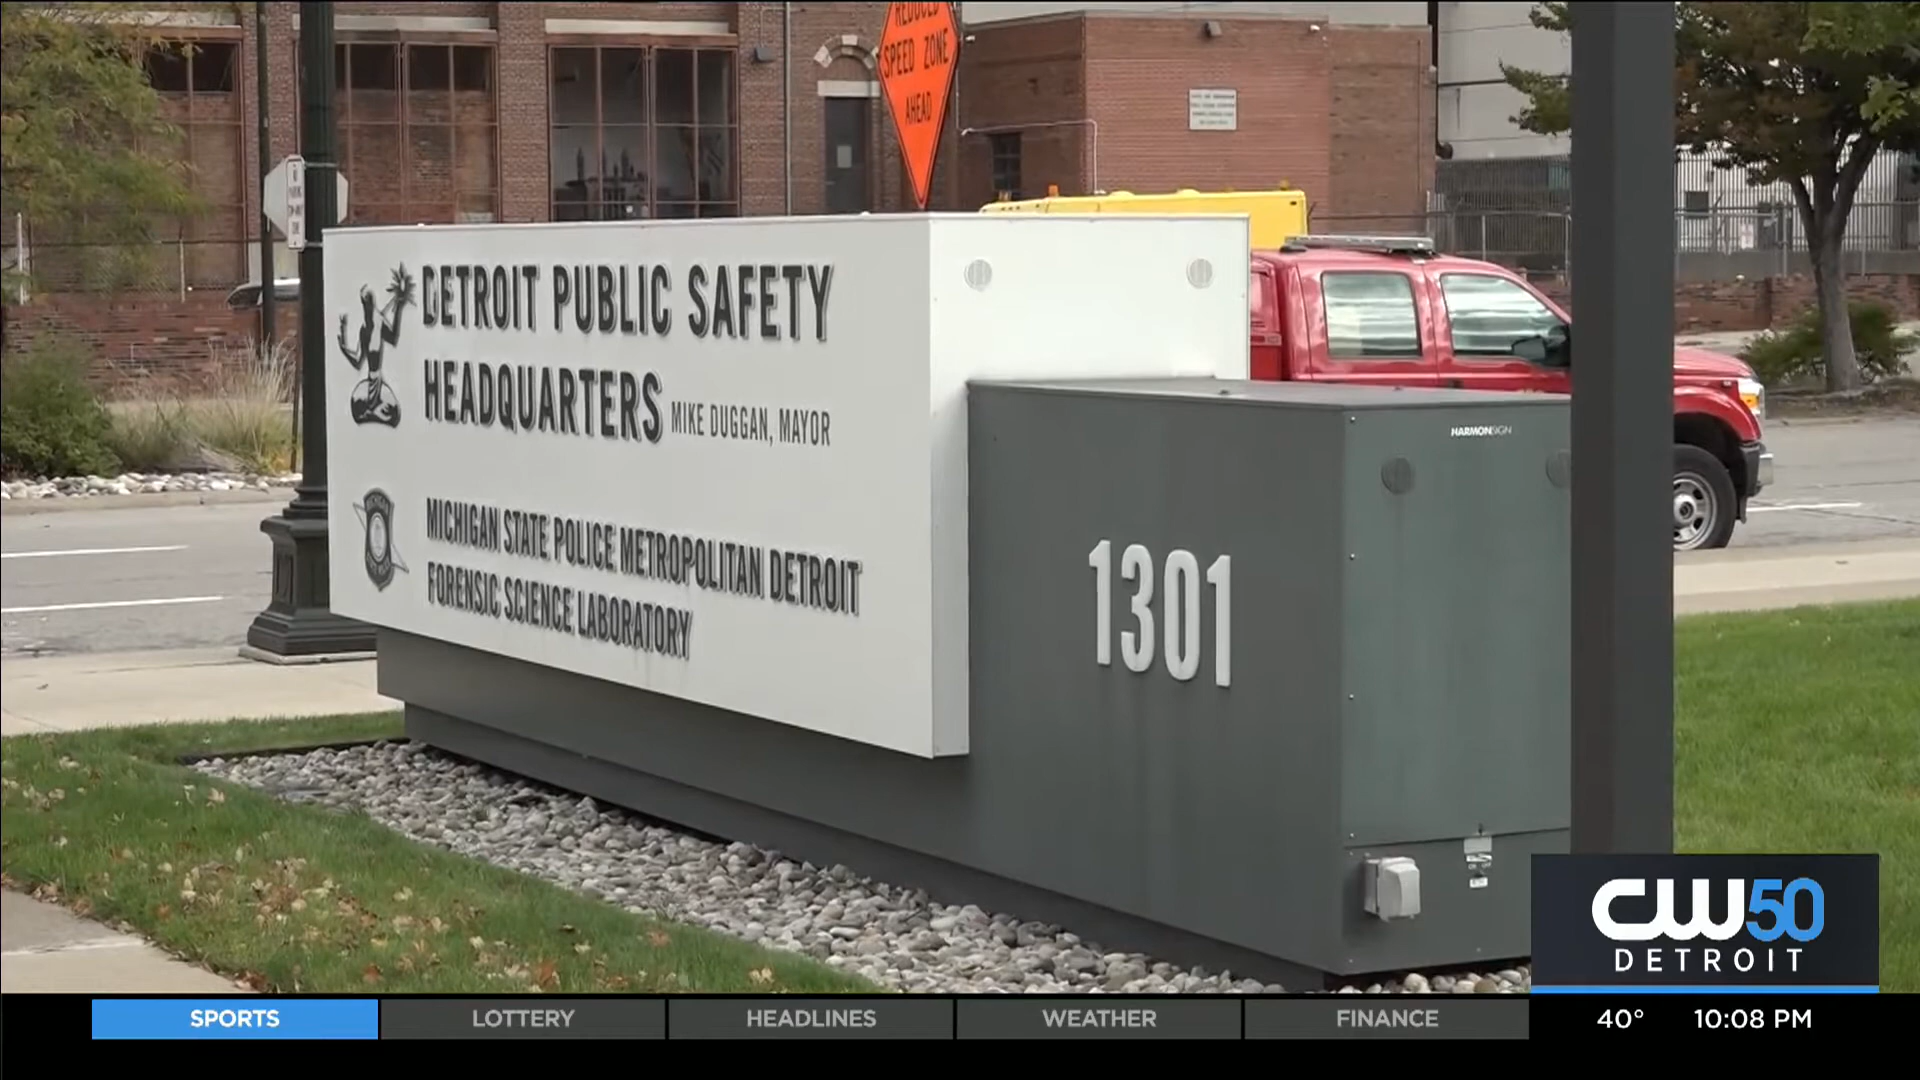 REDUCED
SPEED ZONE
AHEAD
DETROIT PUBLIC SAFETY
HEADQUARTERS MIKE DUGGAN, MAYOR
MICHIGAN STATE POLICE METROPOLITAN DETROIT
FORENSIC SCIENCE LABORATORY
HARMONSIGN
1301
CW50
DETROIT
SPORTS
LOTTERY
HEADLINES
WEATHER
FINANCE
40°
10:08 PM